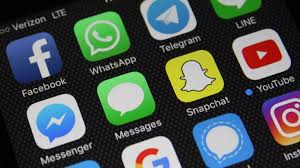 Verizon LTE
Facebook
WhatsApp
Telegram
LINE
Messenger
Messages
Snapchat
YouTube